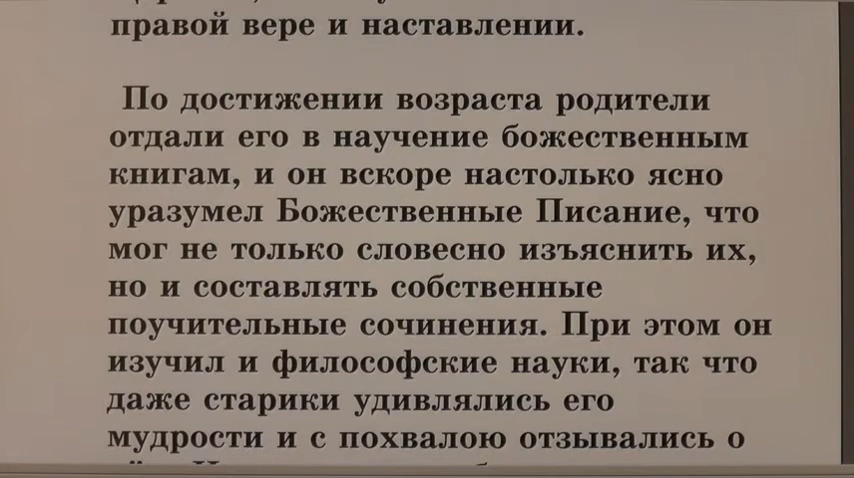 правой вере и наставлении.
По достижении возраста родители
отдали его в научение божественным
книгам, и он вскоре настолько ясно
уразумел Божественные Писание, что
мог не только словесно изъяснить их,
но и составлять собственные
поучительные сочинения. При этом он
изучил и философские науки, так что
даже старики удивлялись его
мудрости и с похвалою отзывались о